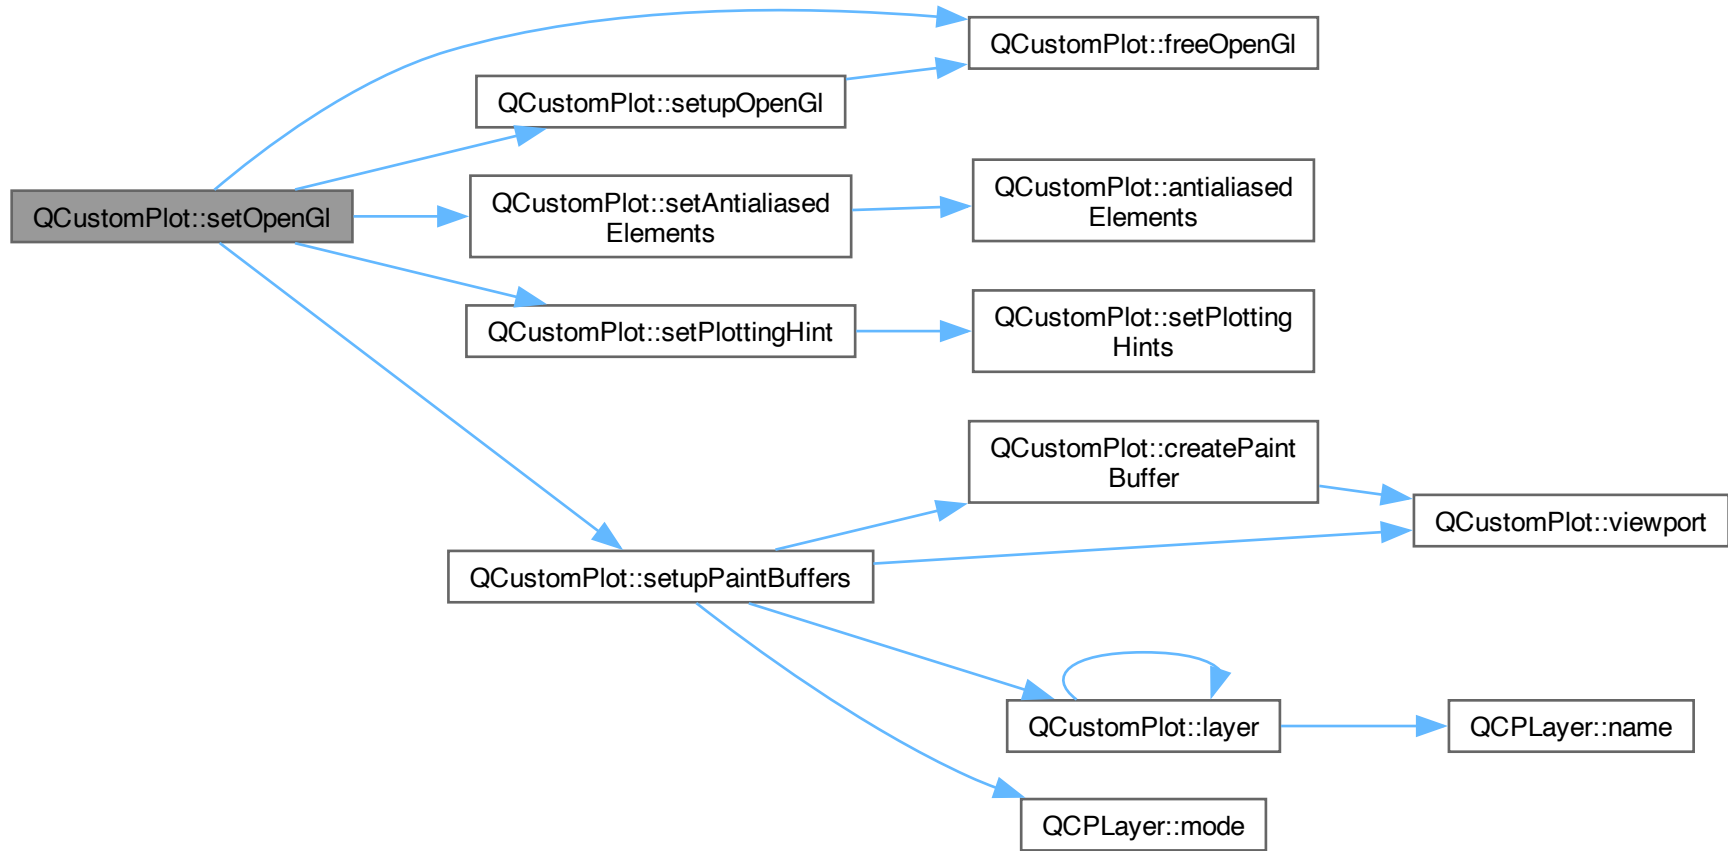 QCustomPlot::freeOpenGl
QCustomPlot::setupOpenGl
QCustomPlot::setOpenGl
QCustomPlot::setAntialiased
Elements
QCustomPlot::antialiased
Elements
QCustomPlot::setPlottingHint
QCustomPlot::setPlotting
Hints
QCustomPlot::createPaint
Buffer
QCustomPlot::viewport
QCustomPlot::setupPaintBuffers
QCustomPlot::layer
QCPLayer::name
QCPLayer::mode